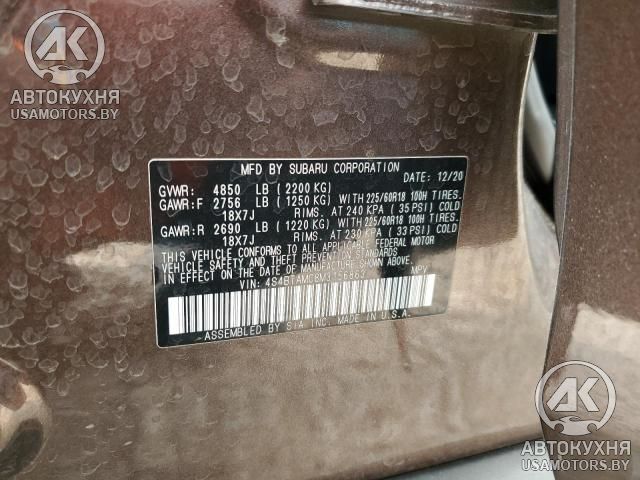 AK
АВТОКУХНЯ
USAMOTORS.BY
MFD BY SUBARU CORPORATION DATE: 12/20
GVWR: 4850 LB (2200 KG)
GAWR:F 2756 LB (1250 KG) WITH 225/60R18 100H TIRES.
18X7J RIMS. AT 240 KPA (35 PSI) COLD
GAWR:R 2690 LB (1220 KG) WITH 225/60R18 100H TIRES.
18X7J RIMS. AT 230 KPA (33 PSI) COLD
THIS VEHICLE CONFORMS TO ALL APPLICABLE FEDERAL MOTOR
VEHICLE SAFETY AND THEFT PREVENTION STANDARDS
IN EFFECT ON THE DATE OF MANUFACTURE SHOWN ABOVE.
VIN: MPV
ASSEMBLED BY SIA INC. MADE IN U.S.A.
AK
АВТОКУХНЯ
USAMOTORS.BY